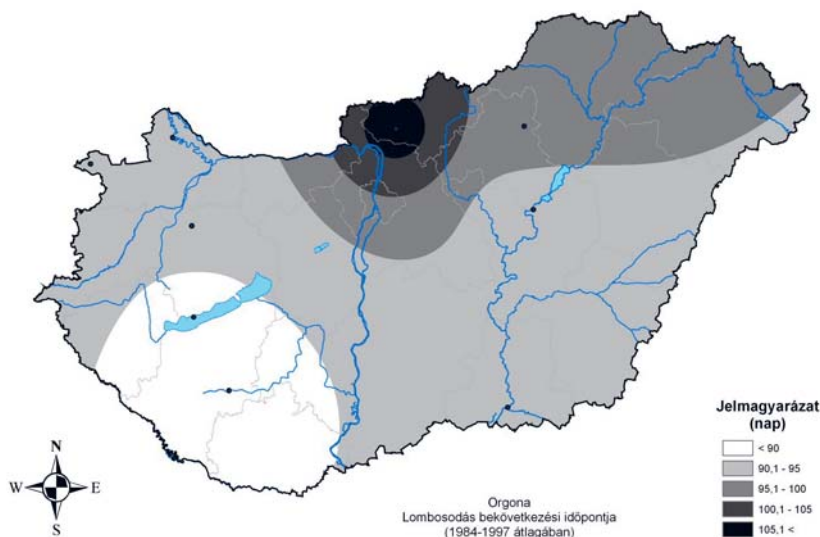 N
W E
S
Orgona
Lombosodás bekövetkezési időpontja
(1984-1997 átlagában)
Jelmagyarázat
(nap)
< 90
90,1 - 95
95,1 - 100
100,1 - 105
105,1 <